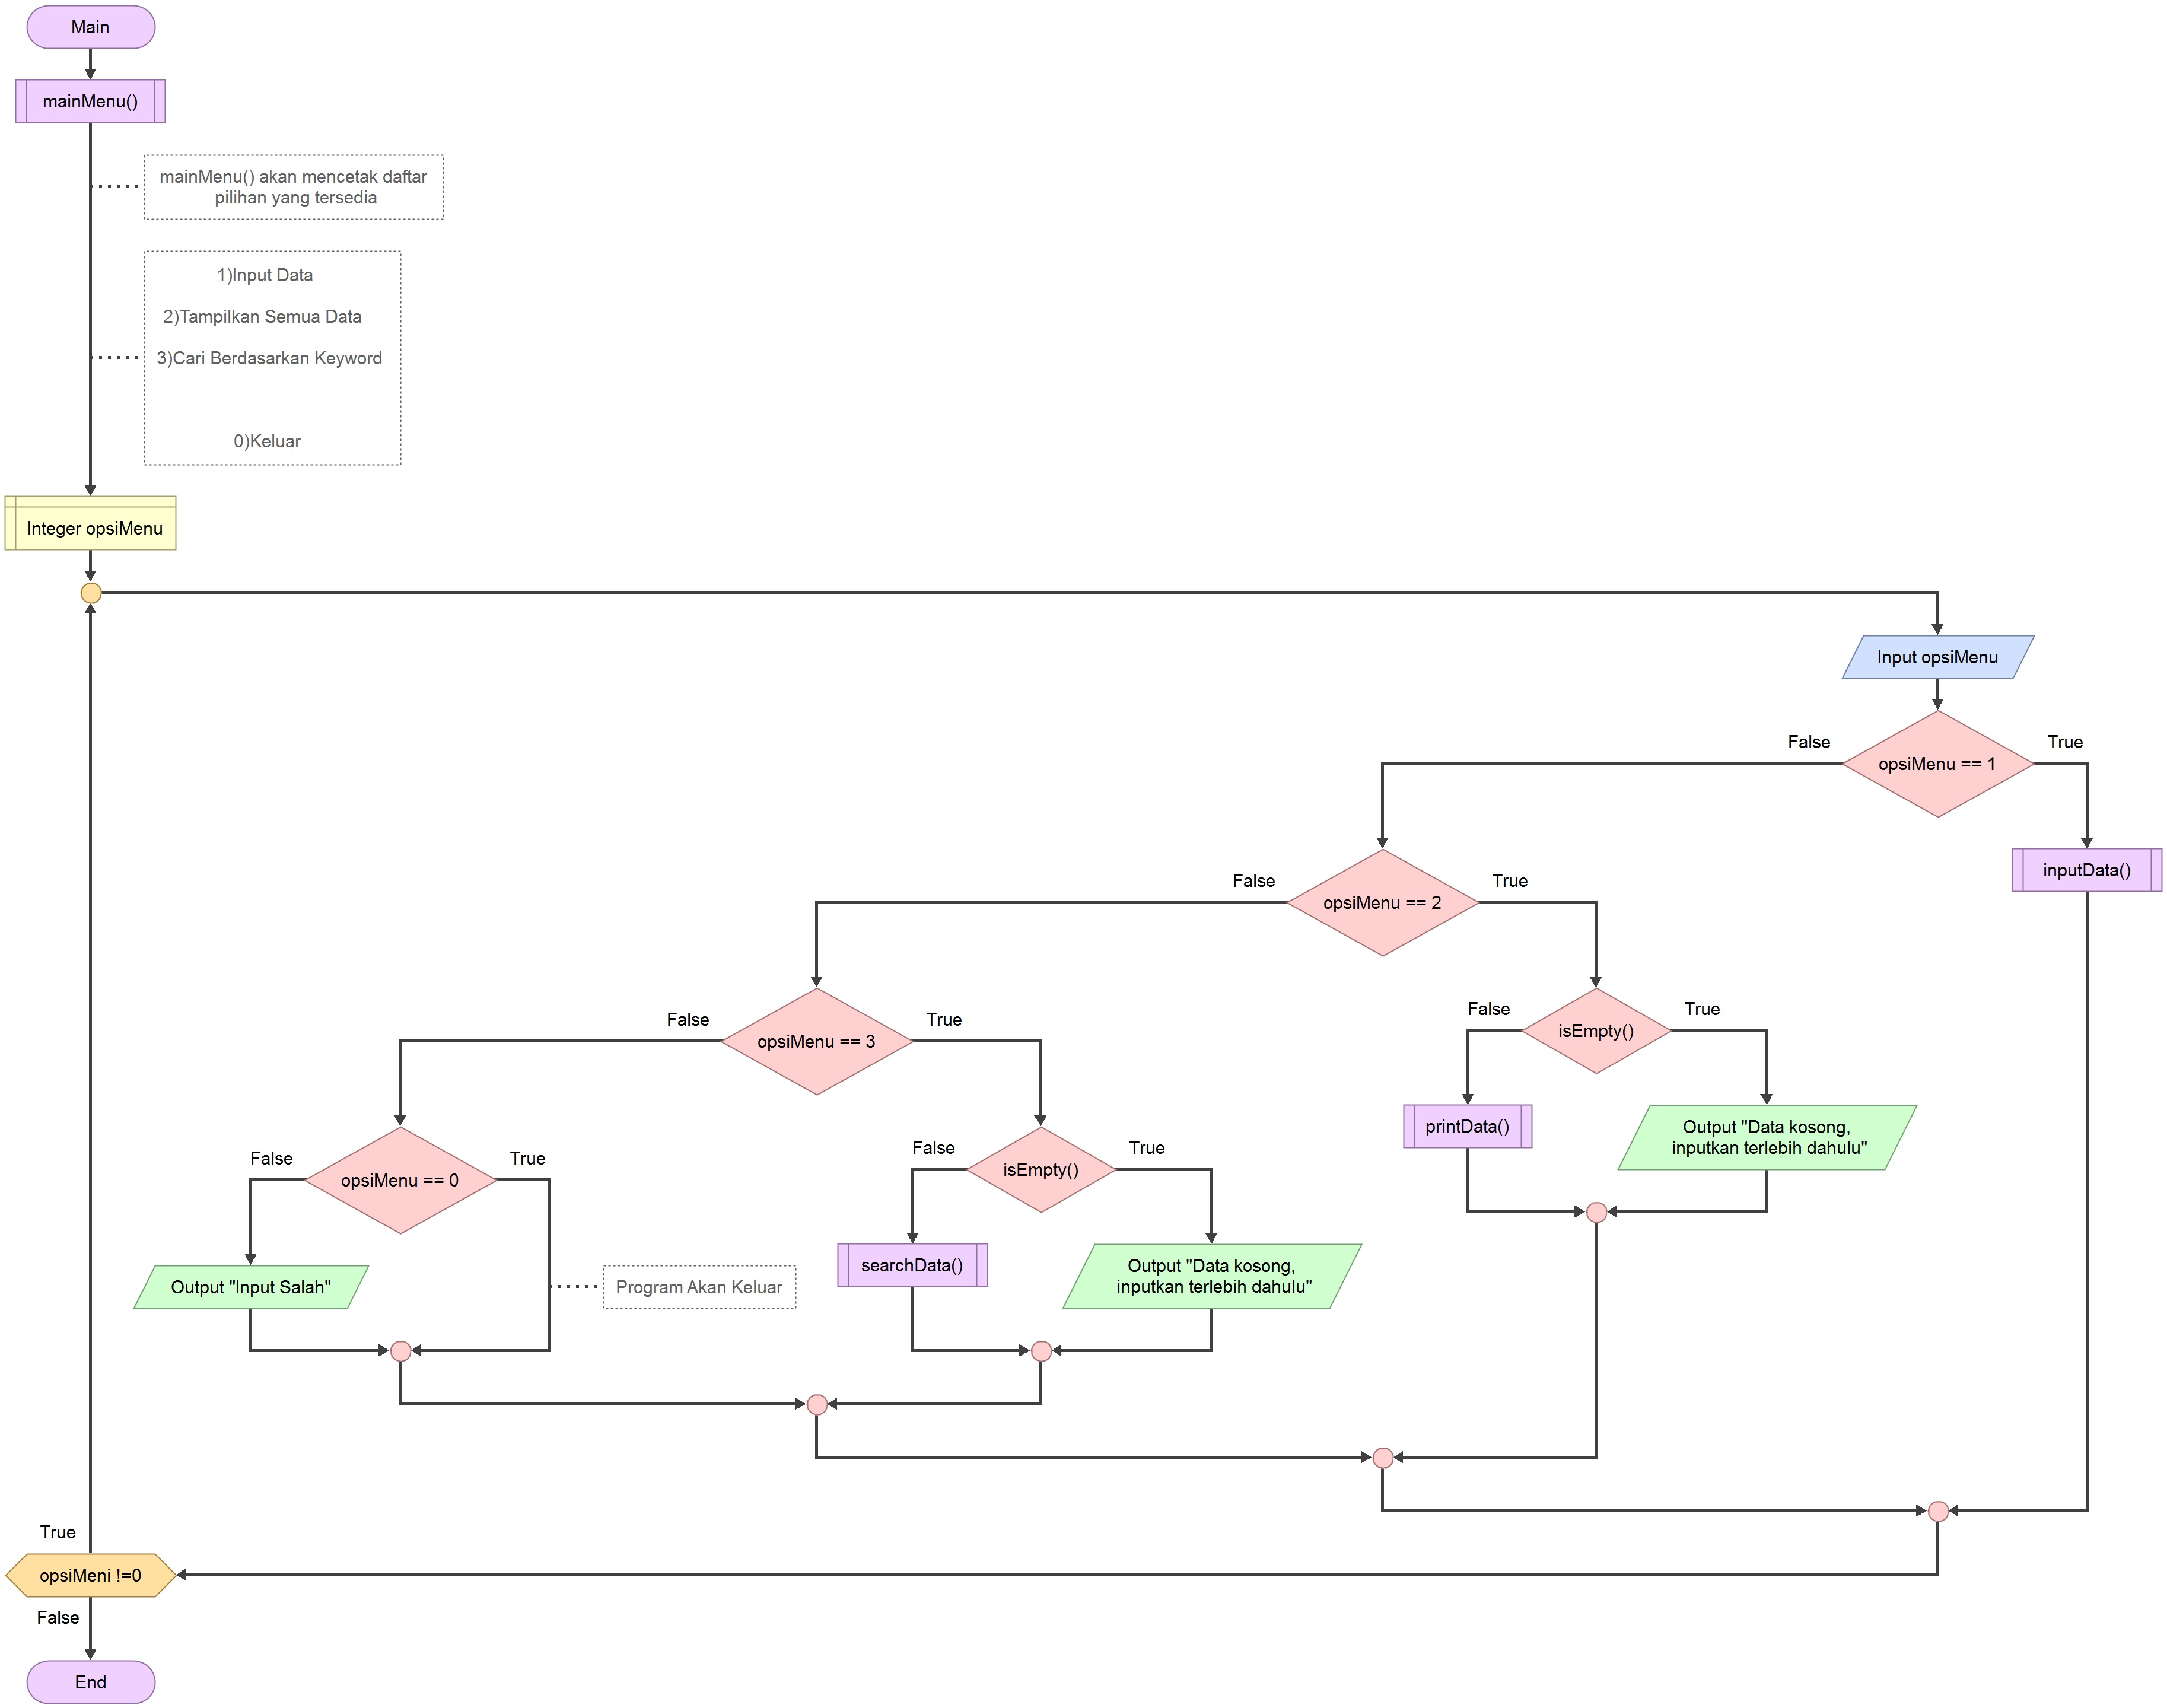 Main
mainMenu()
mainMenu() akan mencetak daftar
pilihan yang tersedia
1)Input Data
2)Tampilkan Semua Data
3)Cari Berdasarkan Keyword
0)Keluar
Integer opsiMenu
Input opsiMenu
False
True
opsiMenu == 1
inputData()
False
True
opsiMenu == 2
False
True
isEmpty()
printData()
Output "Data kosong,
inputkan terlebih dahulu"
False
True
opsiMenu == 3
False
True
isEmpty()
searchData()
Output "Data kosong,
inputkan terlebih dahulu"
False
True
opsiMenu == 0
Output "Input Salah"
Program Akan Keluar
True
opsiMeni !=0
False
End